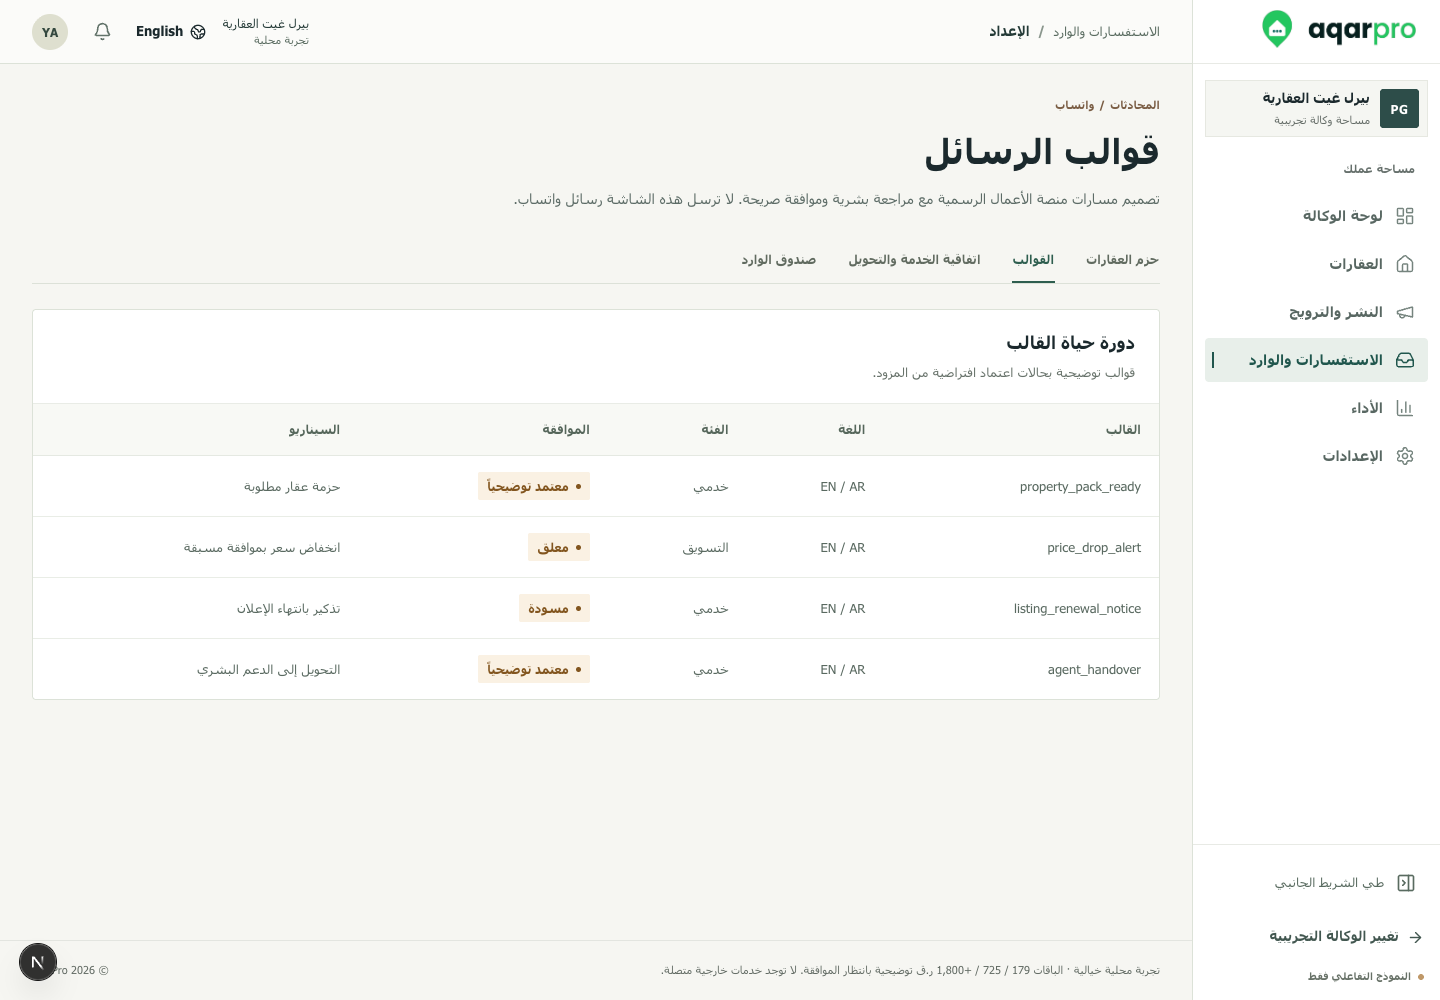 aqarpro
PG
بيرل غيت العقارية
مساحة وكالة تجريبية
مساحة عملك
لوحة الوكالة
العقارات
النشر والترويج
الاستفسارات والوارد
الأداء
الإعدادات
طي الشريط الجانبي
تغيير الوكالة التجريبية
النموذج التفاعلي فقط
الاستفسارات والوارد / الإعداد
بيرل غيت العقارية
تجربة محلية
English
YA
المحادثات / واتساب
قوالب الرسائل
تصميم مسارات منصة الأعمال الرسمية مع مراجعة بشرية وموافقة صريحة. لا ترسل هذه الشاشة رسائل واتساب.
حزم العقارات القوالب اتفاقية الخدمة والتحويل صندوق الوارد
دورة حياة القالب
قوالب توضيحية بحالات اعتماد افتراضية من المزود.
القالب اللغة الفئة الموافقة السيناريو
property_pack_ready EN / AR خدمي معتمد توضيحياً حزمة عقار مطلوبة
price_drop_alert EN / AR التسويق معلق انخفاض سعر بموافقة مسبقة
listing_renewal_notice EN / AR خدمي مسودة تذكير بانتهاء الإعلان
agent_handover EN / AR خدمي معتمد توضيحياً التحويل إلى الدعم البشري
تجربة محلية خيالية · الباقات 179 / 725 / +1,800 ر.ق توضيحية بانتظار الموافقة. لا توجد خدمات خارجية متصلة.
ro 2026 ©
N